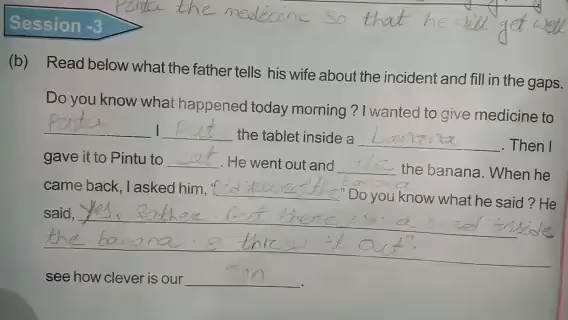 the medicene so that he will get well
Session -3
(b) Read below what the father tells his wife about the incident and fill in the gaps.
Do you know what happened today morning ? I wanted to give medicine to
Pintu I Put the tablet inside a _____. Then I
gave it to Pintu to _____. He went out and ate the banana. When he
came back, I asked him, " _____" Do you know what he said ? He
said, yes, father. but there was a seed inside
the banana. I threw it out".
see how clever is our Son.